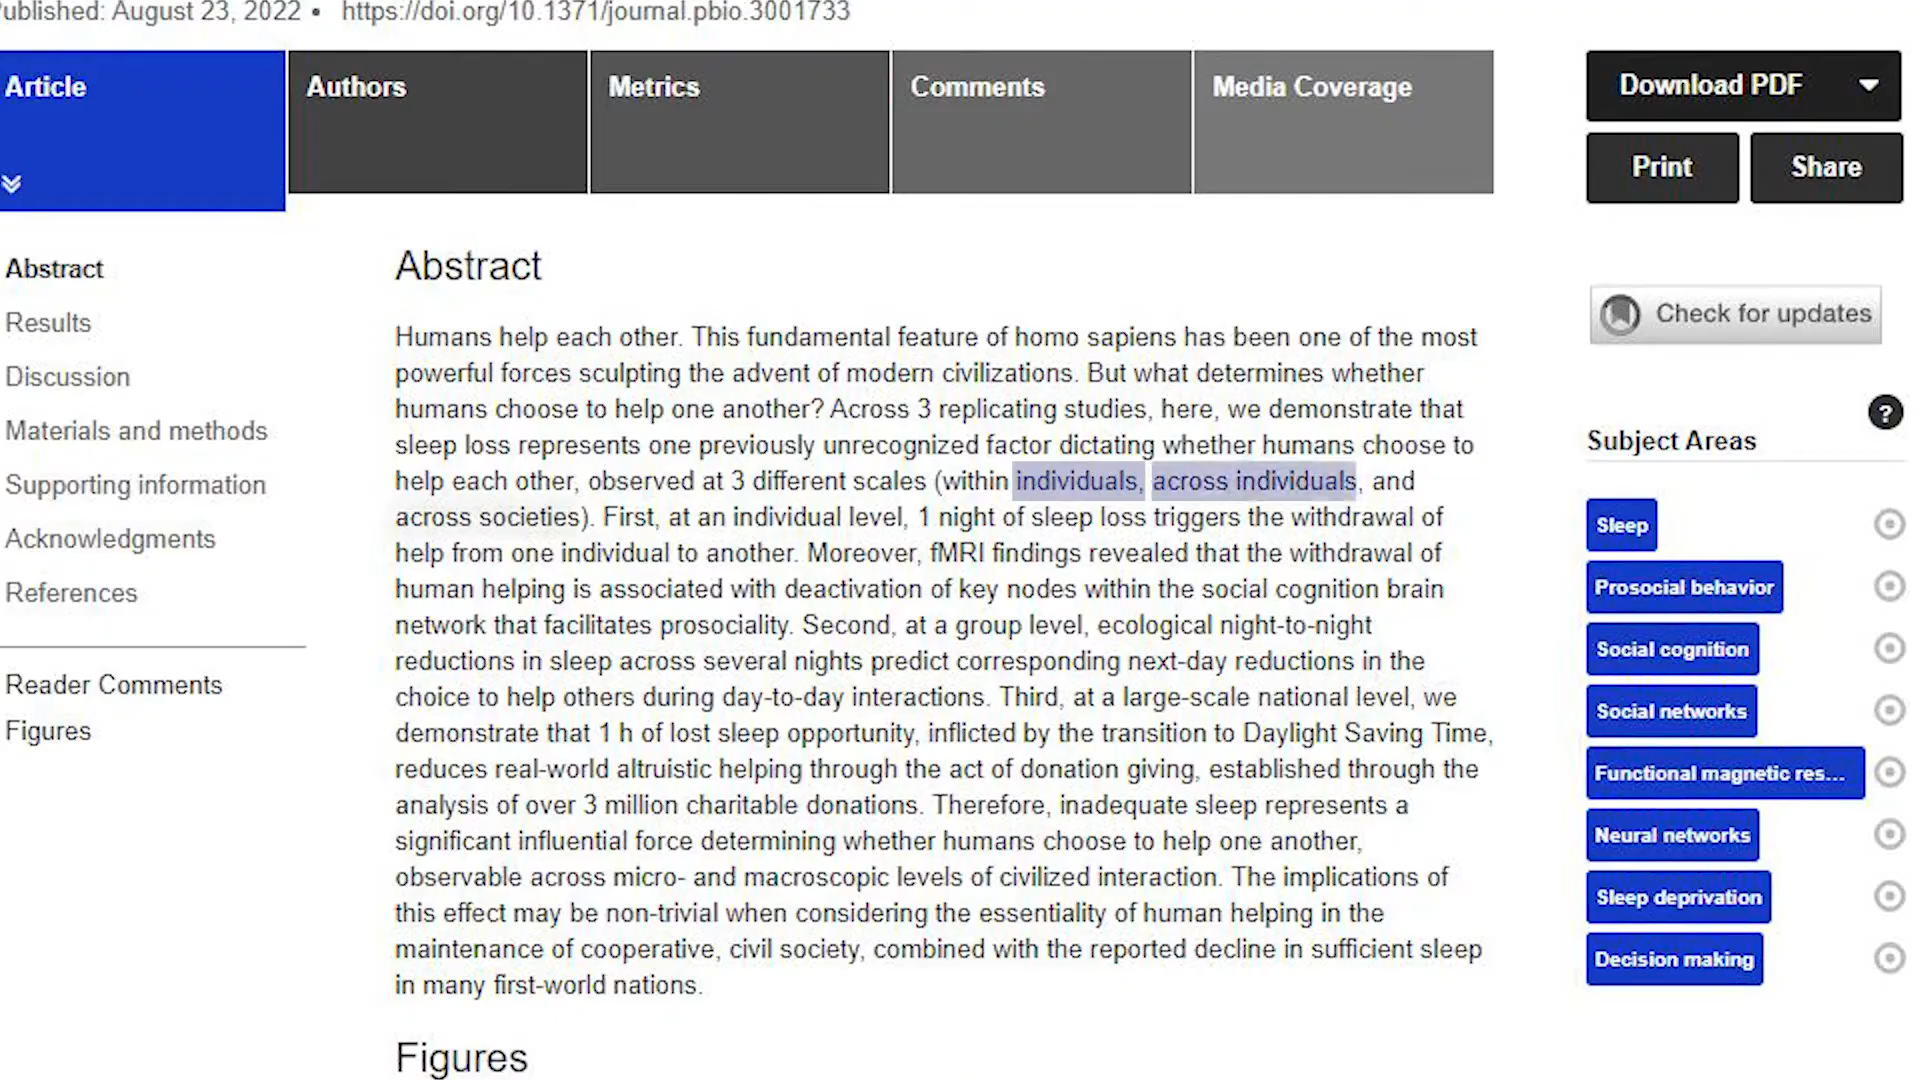 Published: August 23, 2022 • https://doi.org/10.1371/journal.pbio.3001733
Article
Authors
Metrics
Comments
Media Coverage
Download PDF
Print
Share
Abstract
Results
Discussion
Materials and methods
Supporting information
Acknowledgments
References
Reader Comments
Figures
Abstract
Humans help each other. This fundamental feature of homo sapiens has been one of the most
powerful forces sculpting the advent of modern civilizations. But what determines whether
humans choose to help one another? Across 3 replicating studies, here, we demonstrate that
sleep loss represents one previously unrecognized factor dictating whether humans choose to
help each other, observed at 3 different scales (within individuals, across individuals, and
across societies). First, at an individual level, 1 night of sleep loss triggers the withdrawal of
help from one individual to another. Moreover, fMRI findings revealed that the withdrawal of
human helping is associated with deactivation of key nodes within the social cognition brain
network that facilitates prosociality. Second, at a group level, ecological night-to-night
reductions in sleep across several nights predict corresponding next-day reductions in the
choice to help others during day-to-day interactions. Third, at a large-scale national level, we
demonstrate that 1 h of lost sleep opportunity, inflicted by the transition to Daylight Saving Time,
reduces real-world altruistic helping through the act of donation giving, established through the
analysis of over 3 million charitable donations. Therefore, inadequate sleep represents a
significant influential force determining whether humans choose to help one another,
observable across micro- and macroscopic levels of civilized interaction. The implications of
this effect may be non-trivial when considering the essentiality of human helping in the
maintenance of cooperative, civil society, combined with the reported decline in sufficient sleep
in many first-world nations.
Figures
Check for updates
?
Subject Areas
Sleep
Prosocial behavior
Social cognition
Social networks
Functional magnetic res...
Neural networks
Sleep deprivation
Decision making